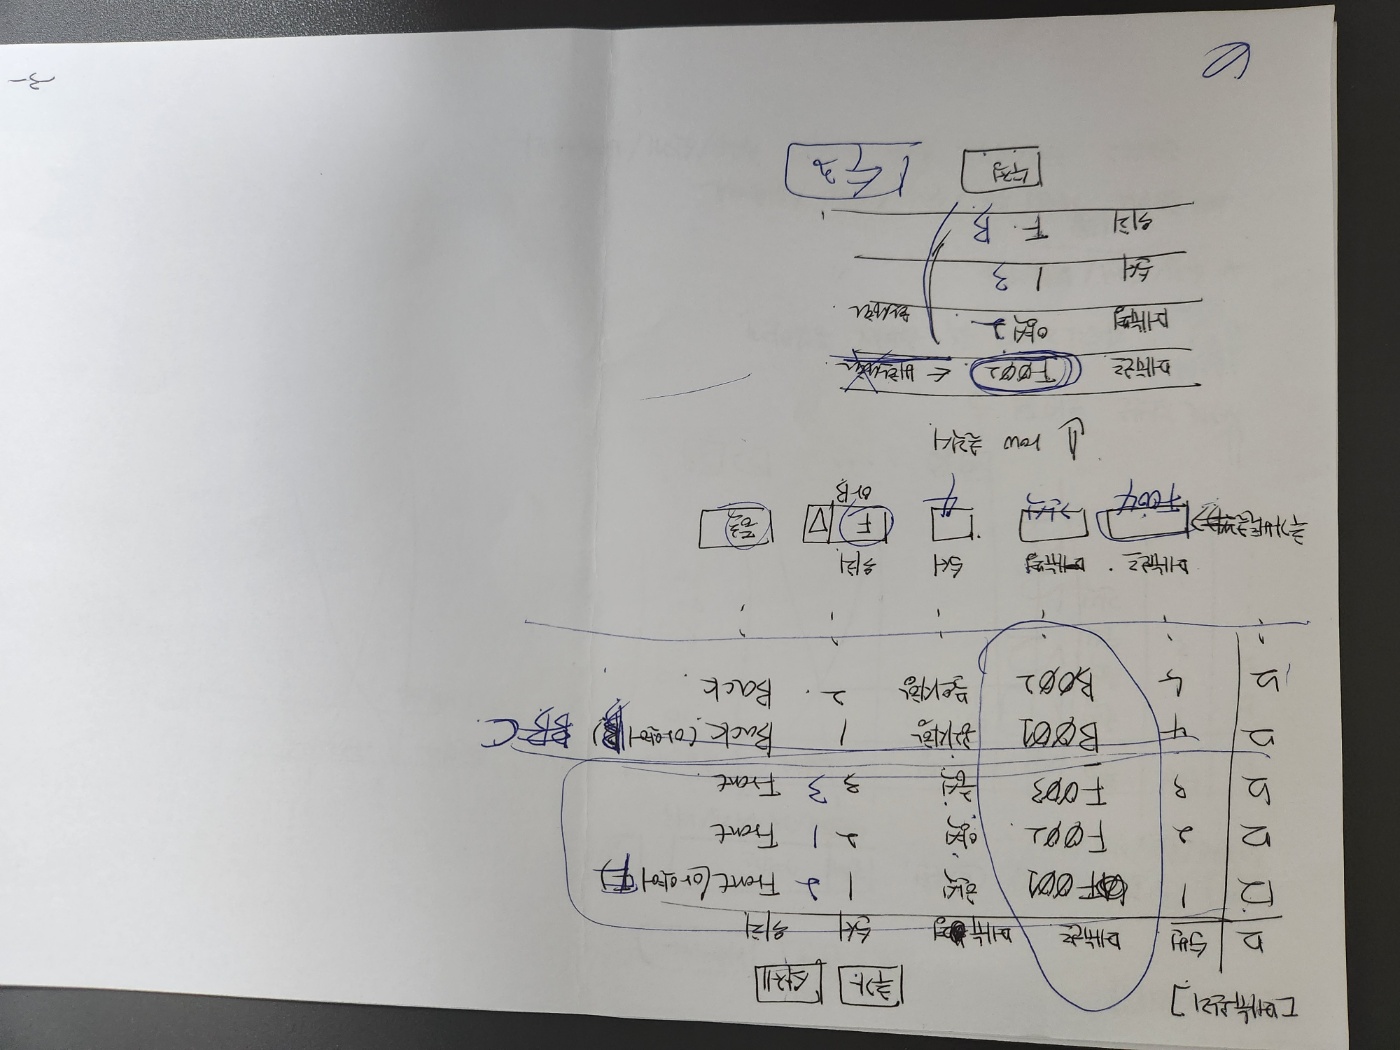 [메뉴관리]
추가 삭제
순번 메뉴코드 메뉴명 순서 위치
1 F001 한식 1 2 Front (아 약어 F)
2 F002 양식 2 1 Front
3 F003 중식 3 3 Front
4 B001 공지사항 1 Back (아 약어 B) C
5 B002 문의사항 2 Back
메뉴코드 메뉴명 순서 위치
추가버튼클릭시→ F004 간식 4 F ▽ 등록
or B
↓ row 클릭시
메뉴코드 F002 ← 비활성화
메뉴명 양식 2 활성화
순서 1 3
위치 F B
수정 수정
-3-